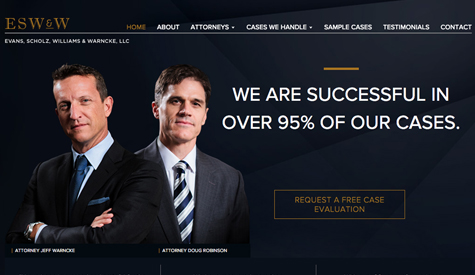 ESW&W
HOME ABOUT ATTORNEYS CASES WE HANDLE SAMPLE CASES TESTIMONIALS CONTACT
EVANS, SCHOLZ, WILLIAMS & WARNCKE, LLC
WE ARE SUCCESSFUL IN
OVER 95% OF OUR CASES.
REQUEST A FREE CASE
EVALUATION
| ATTORNEY JEFF WARNCKE
| ATTORNEY DOUG ROBINSON